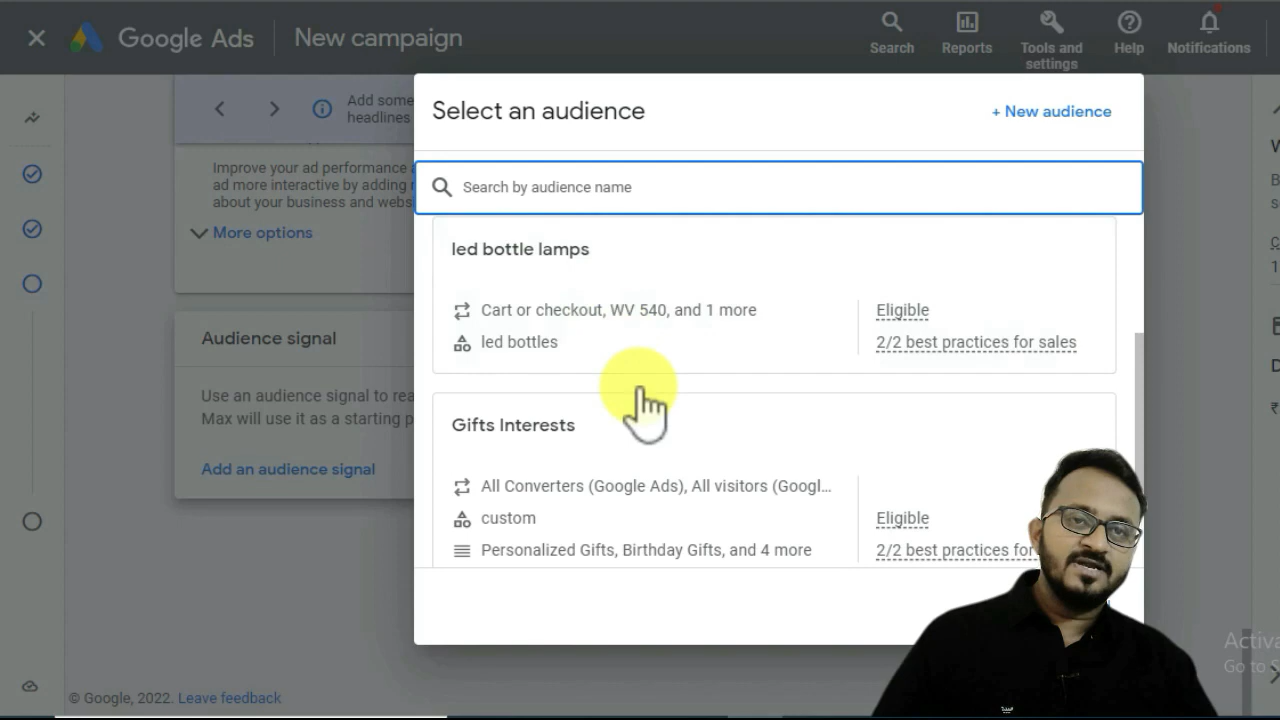 Google Ads
New campaign
Search
Reports
Tools and
settings
Help
Notifications
Add some
headlines
Improve your ad performance
ad more interactive by adding
about your business and webs
More options
Audience signal
Use an audience signal to rea
Max will use it as a starting p
Add an audience signal
Select an audience
+ New audience
Search by audience name
led bottle lamps
Cart or checkout, WV 540, and 1 more
Eligible
led bottles
2/2 best practices for sales
Gifts Interests
All Converters (Google Ads), All visitors (Googl...
custom
Eligible
Personalized Gifts, Birthday Gifts, and 4 more
2/2 best practices for
Activa
Go to S
© Google, 2022. Leave feedback